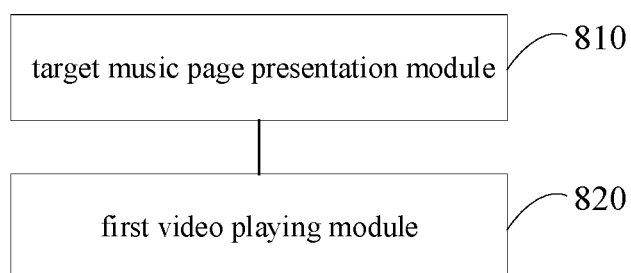 810
target music page presentation module
820
first video playing module